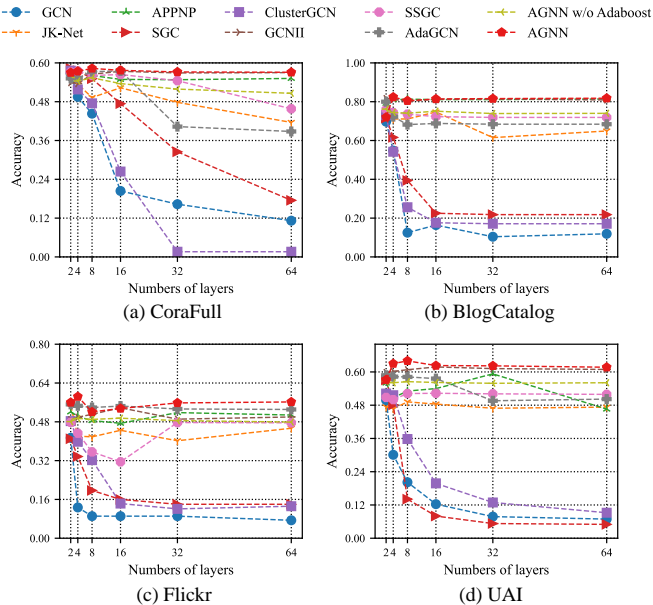 GCN APPNP ClusterGCN SSGC AGNN w/o Adaboost
JK-Net SGC GCNII AdaGCN AGNN
0.60
0.48
0.36
0.24
0.12
0.00
Accuracy
2 4 8 16 32 64
Numbers of layers
(a) CoraFull
1.00
0.80
0.60
0.40
0.20
0.00
Accuracy
2 4 8 16 32 64
Numbers of layers
(b) BlogCatalog
0.80
0.64
0.48
0.32
0.16
0.00
Accuracy
2 4 8 16 32 64
Numbers of layers
(c) Flickr
0.60
0.48
0.36
0.24
0.12
0.00
Accuracy
2 4 8 16 32 64
Numbers of layers
(d) UAI